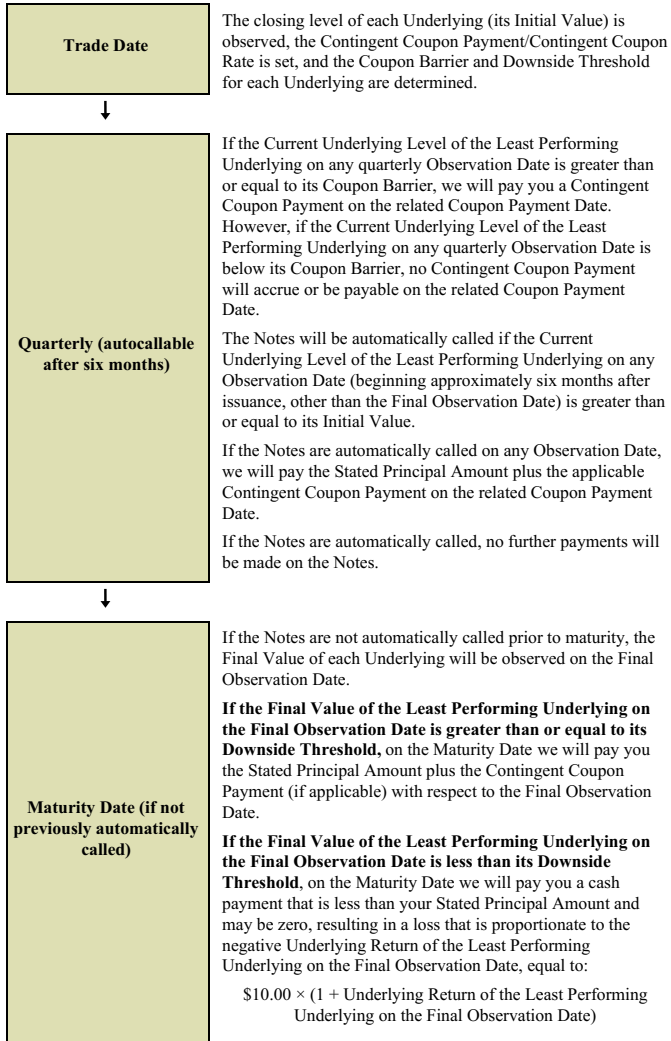 Trade Date
The closing level of each Underlying (its Initial Value) is
observed, the Contingent Coupon Payment/Contingent Coupon
Rate is set, and the Coupon Barrier and Downside Threshold
for each Underlying are determined.
Quarterly (autocallable
after six months)
If the Current Underlying Level of the Least Performing
Underlying on any quarterly Observation Date is greater than
or equal to its Coupon Barrier, we will pay you a Contingent
Coupon Payment on the related Coupon Payment Date.
However, if the Current Underlying Level of the Least
Performing Underlying on any quarterly Observation Date is
below its Coupon Barrier, no Contingent Coupon Payment
will accrue or be payable on the related Coupon Payment
Date.
The Notes will be automatically called if the Current
Underlying Level of the Least Performing Underlying on any
Observation Date (beginning approximately six months after
issuance, other than the Final Observation Date) is greater than
or equal to its Initial Value.
If the Notes are automatically called on any Observation Date,
we will pay the Stated Principal Amount plus the applicable
Contingent Coupon Payment on the related Coupon Payment
Date.
If the Notes are automatically called, no further payments will
be made on the Notes.
Maturity Date (if not
previously automatically
called)
If the Notes are not automatically called prior to maturity, the
Final Value of each Underlying will be observed on the Final
Observation Date.
If the Final Value of the Least Performing Underlying on
the Final Observation Date is greater than or equal to its
Downside Threshold, on the Maturity Date we will pay you
the Stated Principal Amount plus the Contingent Coupon
Payment (if applicable) with respect to the Final Observation
Date.
If the Final Value of the Least Performing Underlying on
the Final Observation Date is less than its Downside
Threshold, on the Maturity Date we will pay you a cash
payment that is less than your Stated Principal Amount and
may be zero, resulting in a loss that is proportionate to the
negative Underlying Return of the Least Performing
Underlying on the Final Observation Date, equal to:
$10.00 × (1 + Underlying Return of the Least Performing
Underlying on the Final Observation Date)